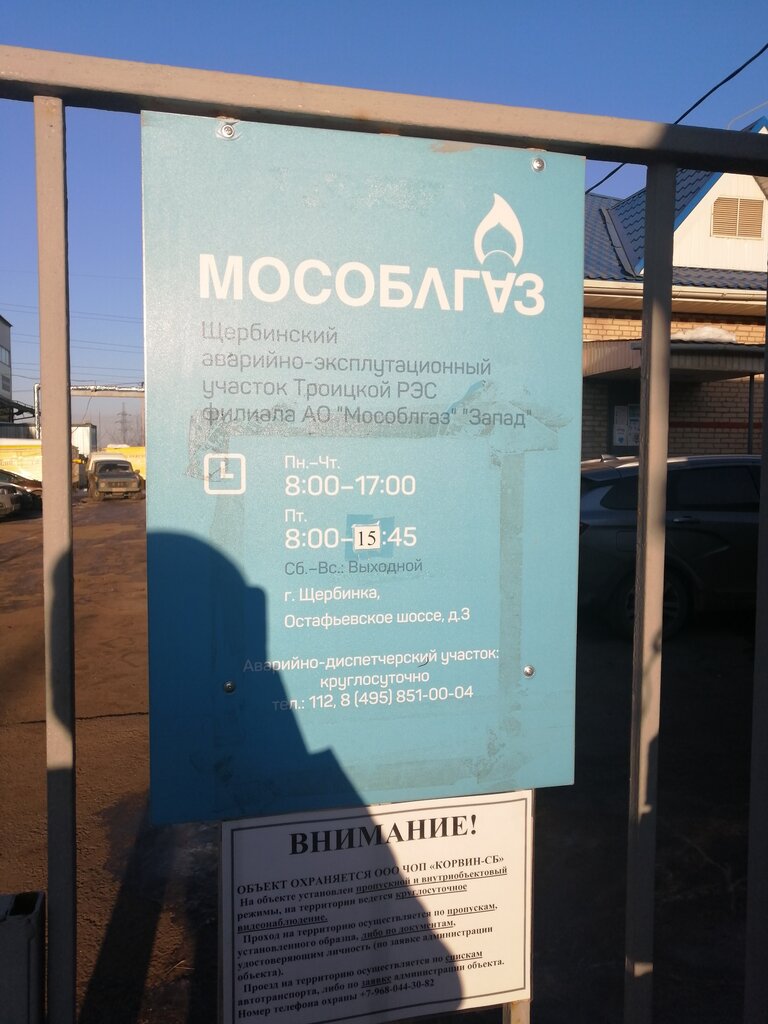 МОСОБЛГАЗ
Щербинский
аварийно-эксплутационный
участок Троицкой РЭС
филиала АО "Мособлгаз" "Запад"
Пн.–Чт.
8:00–17:00
Пт.
8:00–15:45
Сб.–Вс.: Выходной
г. Щербинка,
Остафьевское шоссе, д.3
Аварийно-диспетчерский участок:
круглосуточно
тел.: 112, 8 (495) 851-00-04
ВНИМАНИЕ!
ОБЪЕКТ ОХРАНЯЕТСЯ ООО ЧОП «КОРВИН-СБ»
На объекте установлен пропускной и внутриобъектовый
режимы, на территории ведется круглосуточное
видеонаблюдение.
Проход на территорию осуществляется по пропускам,
установленного образца, либо по документам,
удостоверяющим личность (по заявке администрации
объекта).
Проезд на территорию осуществляется по спискам
автотранспорта, либо по заявке администрации объекта.
Номер телефона охраны +7-968-044-30-82